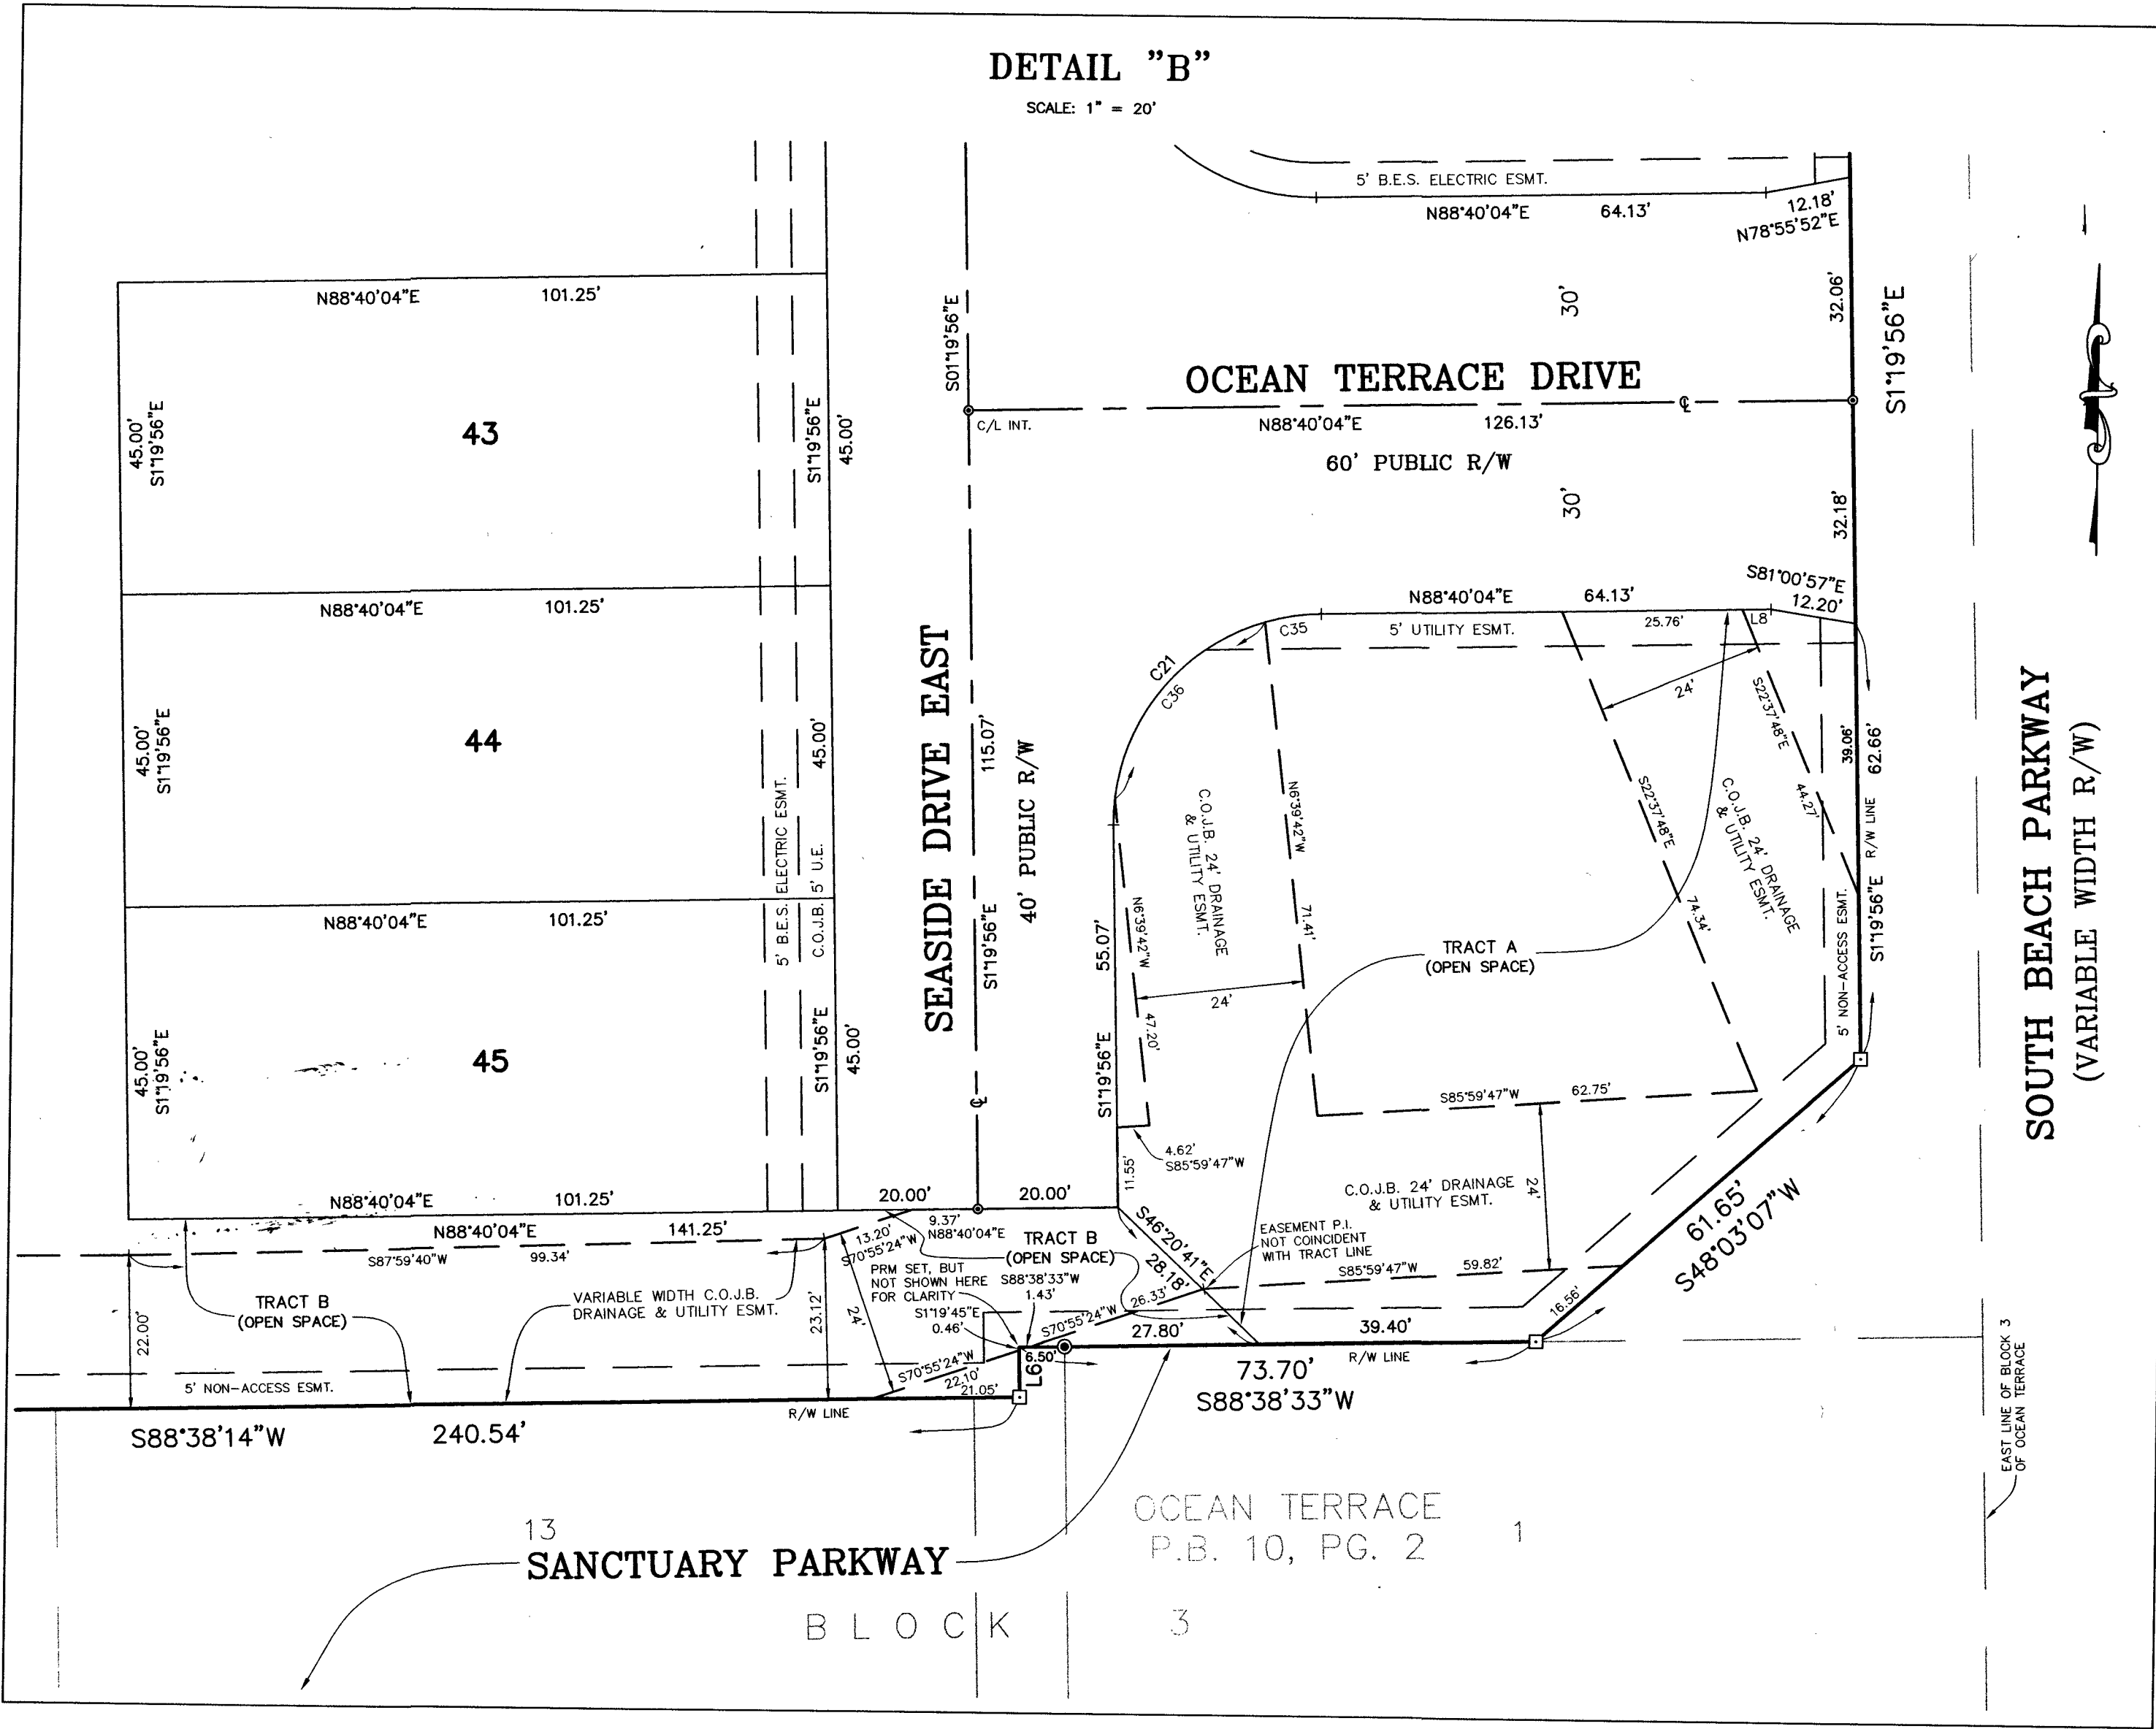 DETAIL "B"
SCALE: 1" = 20'
5' B.E.S. ELECTRIC ESMT.
N88°40'04"E 64.13'
12.18'
N78°55'52"E
32.06'
S1°19'56"E
30'
N88°40'04"E 101.25'
S01°19'56"E
OCEAN TERRACE DRIVE
℄
C/L INT.
N88°40'04"E 126.13'
60' PUBLIC R/W
30'
32.18'
45.00'
S1°19'56"E
43
S1°19'56"E
45.00'
S81°00'57"E
12.20'
N88°40'04"E 101.25'
N88°40'04"E 64.13'
C35
5' UTILITY ESMT.
25.76'
L8
C21
C36
24'
S22°37'48"E
44.27'
39.06'
62.66'
R/W LINE
S1°19'56"E
45.00'
S1°19'56"E
44
45.00'
5' B.E.S. ELECTRIC ESMT.
C.O.J.B. 5' U.E.
SEASIDE DRIVE EAST
115.07'
S1°19'56"E
40' PUBLIC R/W
C.O.J.B. 24' DRAINAGE
& UTILITY ESMT.
N6°39'42"W
71.41'
S22°37'48"E
74.34'
C.O.J.B. 24' DRAINAGE
& UTILITY ESMT.
5' NON-ACCESS ESMT.
SOUTH BEACH PARKWAY
(VARIABLE WIDTH R/W)
N88°40'04"E 101.25'
55.07'
S1°19'56"E
N6°39'42"W
47.20'
24'
TRACT A
(OPEN SPACE)
45.00'
S1°19'56"E
45
S1°19'56"E
45.00'
℄
S85°59'47"W 62.75'
4.62'
S85°59'47"W
11.55'
N88°40'04"E 101.25'
20.00'
20.00'
C.O.J.B. 24' DRAINAGE
& UTILITY ESMT.
24'
61.65'
S48°03'07"W
N88°40'04"E 141.25'
9.37'
N88°40'04"E
13.20'
S70°55'24"W
TRACT B
(OPEN SPACE)
S46°20'41"E
28.18'
EASEMENT P.I.
NOT COINCIDENT
WITH TRACT LINE
S85°59'47"W 59.82'
S87°59'40"W 99.34'
PRM SET, BUT
NOT SHOWN HERE
FOR CLARITY
S88°38'33"W
1.43'
S1°19'45"E
0.46'
S70°55'24"W 26.33'
16.56'
TRACT B
(OPEN SPACE)
VARIABLE WIDTH C.O.J.B.
DRAINAGE & UTILITY ESMT.
22.00'
23.12'
24'
27.80'
39.40'
6.50'
L6
73.70'
S88°38'33"W
R/W LINE
S70°55'24"W
22.10'
21.05'
5' NON-ACCESS ESMT.
R/W LINE
S88°38'14"W 240.54'
EAST LINE OF BLOCK 3
OF OCEAN TERRACE
OCEAN TERRACE
P.B. 10, PG. 2
13
1
SANCTUARY PARKWAY
BLOCK 3